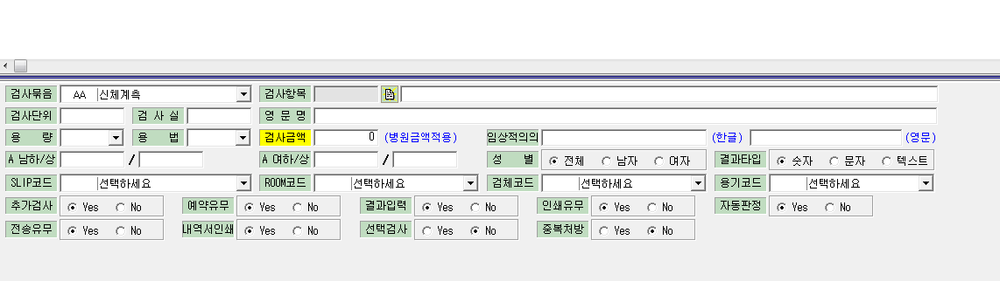 검사묶음 AA 신체계측 검사항목
검사단위 검 사 실 영 문 명
용 량 용 법 검사금액 0 (병원금액적용) 임상적의의 (한글) (영문)
A 남하/상 / A 여하/상 / 성 별 전체 남자 여자 결과타입 숫자 문자 텍스트
SLIP코드 선택하세요 ROOM코드 선택하세요 검체코드 선택하세요 용기코드 선택하세요
추가검사 Yes No 예약유무 Yes No 결과입력 Yes No 인쇄유무 Yes No 자동판정 Yes No
전송유무 Yes No 내역서인쇄 Yes No 선택검사 Yes No 중복처방 Yes No